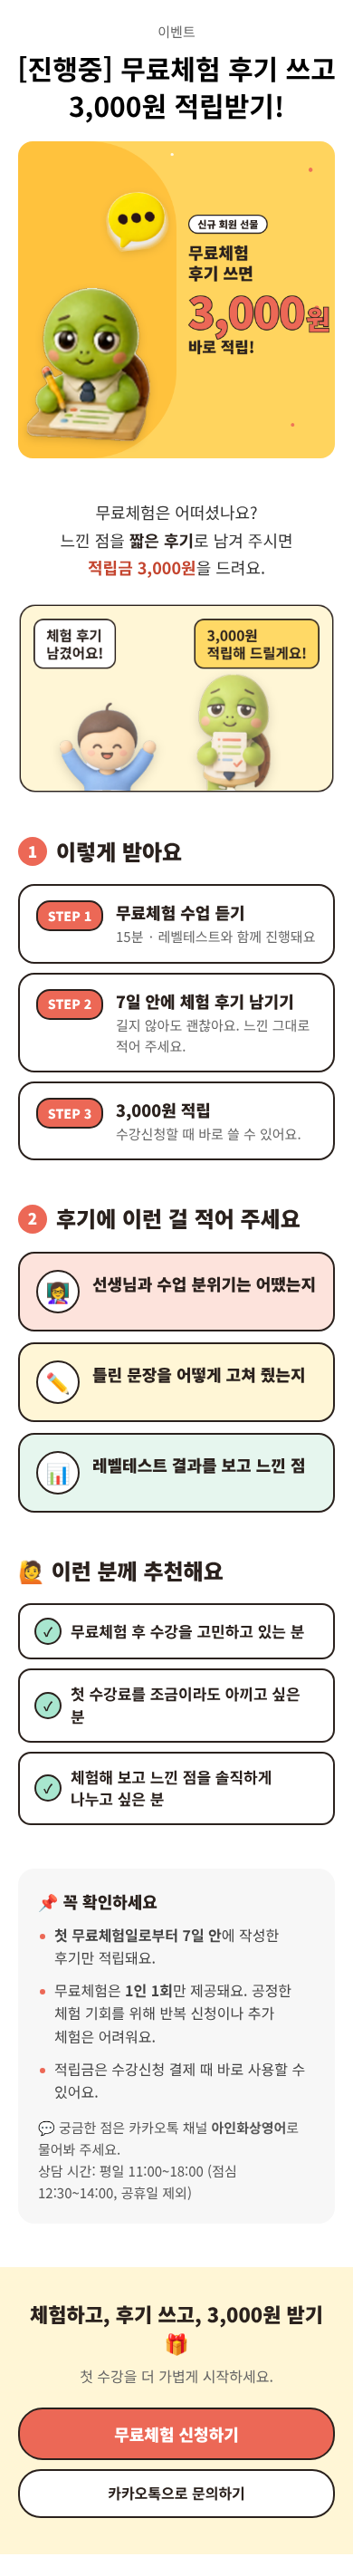 이벤트
[진행중] 무료체험 후기 쓰고
3,000원 적립받기!
신규 회원 선물
무료체험
후기 쓰면
3,000원
바로 적립!
무료체험은 어떠셨나요?
느낀 점을 짧은 후기로 남겨 주시면
적립금 3,000원을 드려요.
체험 후기
남겼어요!
3,000원
적립해 드릴게요!
1 이렇게 받아요
STEP 1 무료체험 수업 듣기
15분 · 레벨테스트와 함께 진행돼요
STEP 2 7일 안에 체험 후기 남기기
길지 않아도 괜찮아요. 느낀 그대로
적어 주세요.
STEP 3 3,000원 적립
수강신청할 때 바로 쓸 수 있어요.
2 후기에 이런 걸 적어 주세요
선생님과 수업 분위기는 어땠는지
틀린 문장을 어떻게 고쳐 줬는지
레벨테스트 결과를 보고 느낀 점
🙋 이런 분께 추천해요
✓ 무료체험 후 수강을 고민하고 있는 분
✓ 첫 수강료를 조금이라도 아끼고 싶은
분
✓ 체험해 보고 느낀 점을 솔직하게
나누고 싶은 분
📌 꼭 확인하세요
• 첫 무료체험일로부터 7일 안에 작성한
후기만 적립돼요.
• 무료체험은 1인 1회만 제공돼요. 공정한
체험 기회를 위해 반복 신청이나 추가
체험은 어려워요.
• 적립금은 수강신청 결제 때 바로 사용할 수
있어요.
💬 궁금한 점은 카카오톡 채널 아인화상영어로
물어봐 주세요.
상담 시간: 평일 11:00~18:00 (점심
12:30~14:00, 공휴일 제외)
체험하고, 후기 쓰고, 3,000원 받기
🎁
첫 수강을 더 가볍게 시작하세요.
무료체험 신청하기
카카오톡으로 문의하기